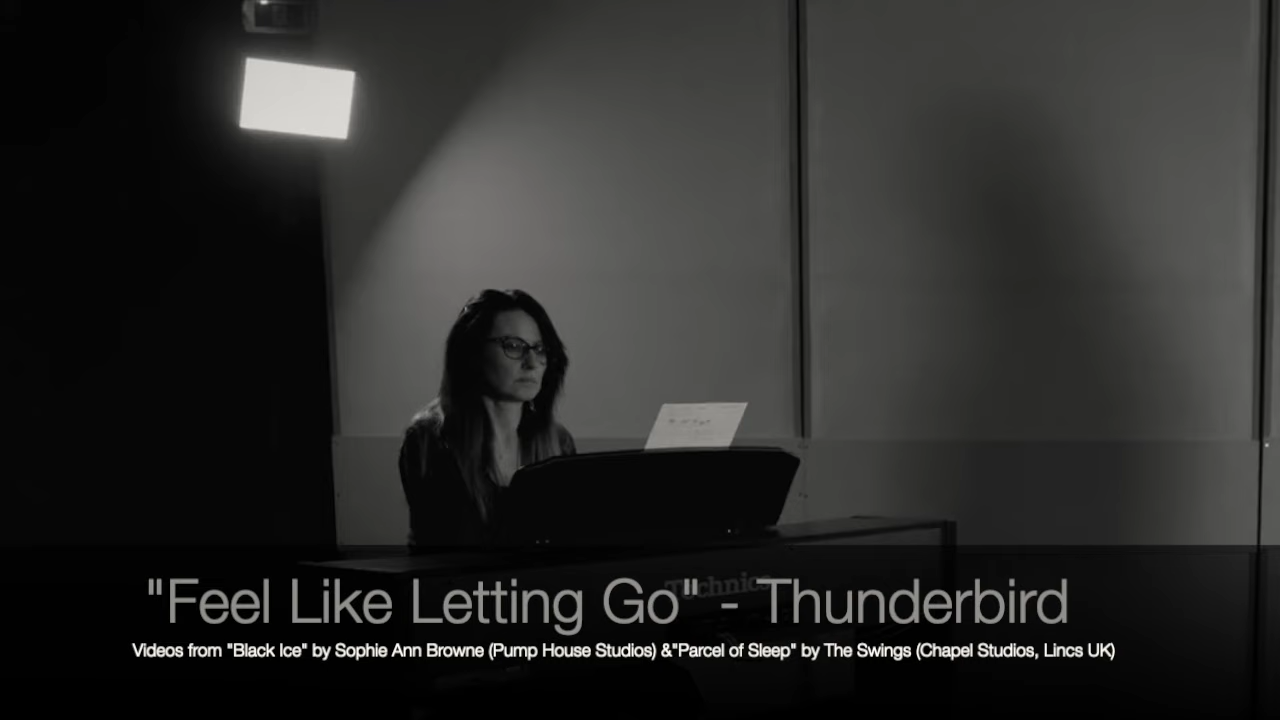 Technics
"Feel Like Letting Go" - Thunderbird
Videos from "Black Ice" by Sophie Ann Browne (Pump House Studios) &"Parcel of Sleep" by The Swings (Chapel Studios, Lincs UK)